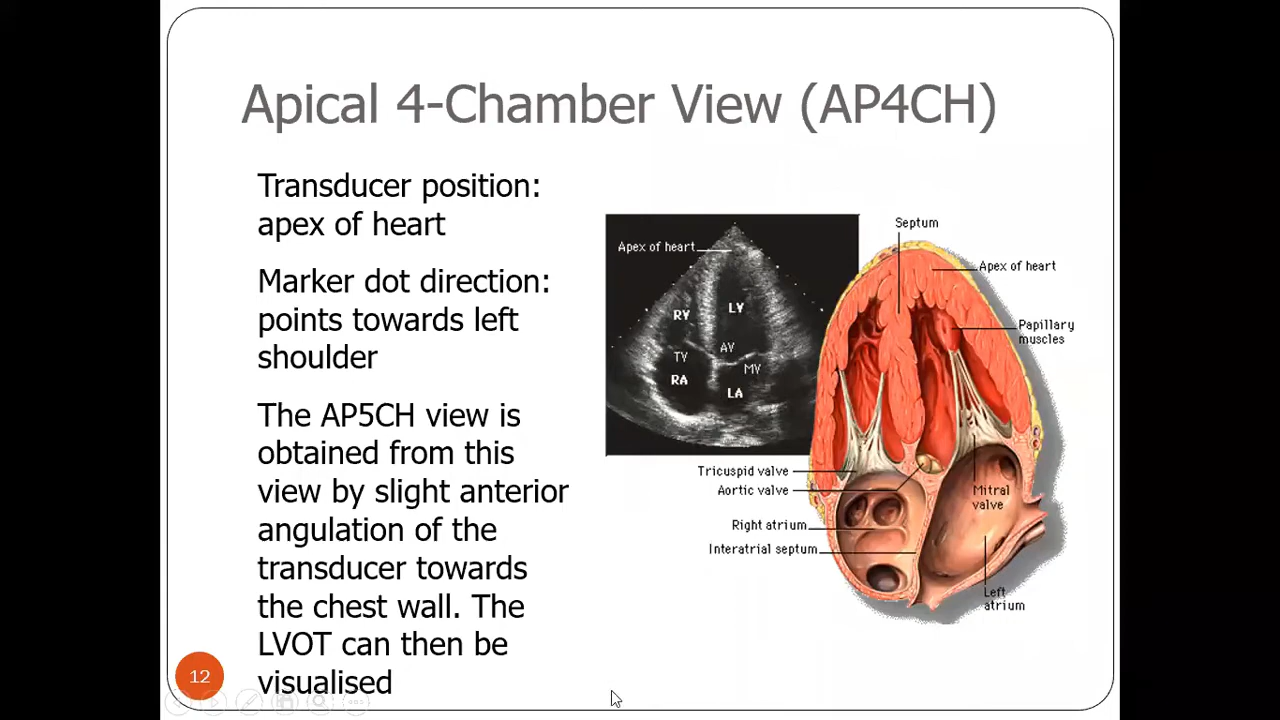 Apical 4-Chamber View (AP4CH)
Transducer position:
apex of heart
Marker dot direction:
points towards left
shoulder
The AP5CH view is
obtained from this
view by slight anterior
angulation of the
transducer towards
the chest wall. The
LVOT can then be
visualised
12
Apex of heart
RV
LV
AV
TV
MV
RA
LA
Septum
Apex of heart
Papillary
muscles
Tricuspid valve
Aortic valve
Mitral
valve
Right atrium
Interatrial septum
Left
atrium